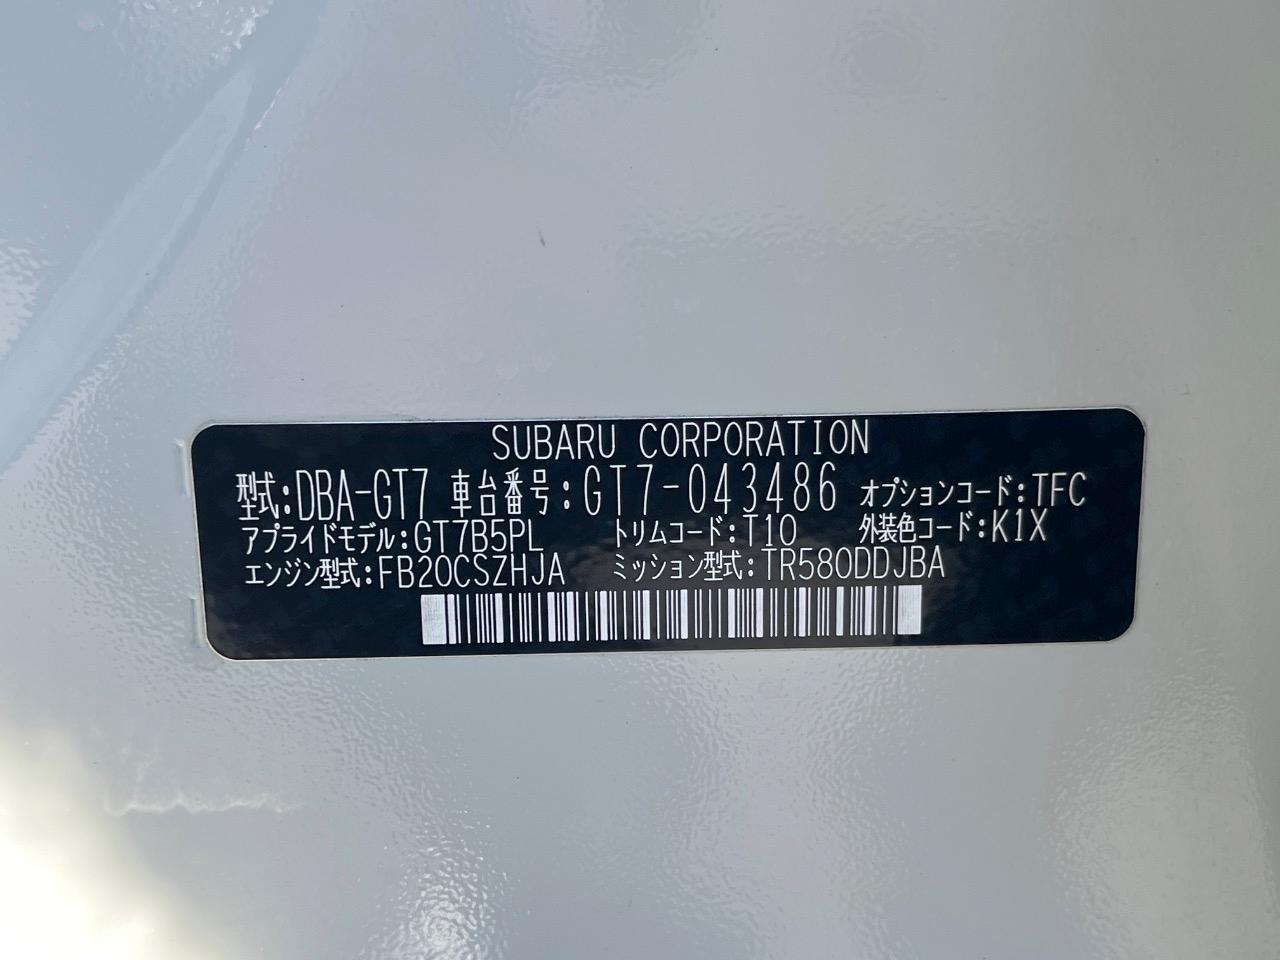 SUBARU CORPORATION
型式:DBA-GT7 車台番号:GT7-043486 オプションコード:TFC
アプライドモデル:GT7B5PL トリムコード:T10 外装色コード:K1X
エンジン型式:FB20CSZHJA ミッション型式:TR580DDJBA